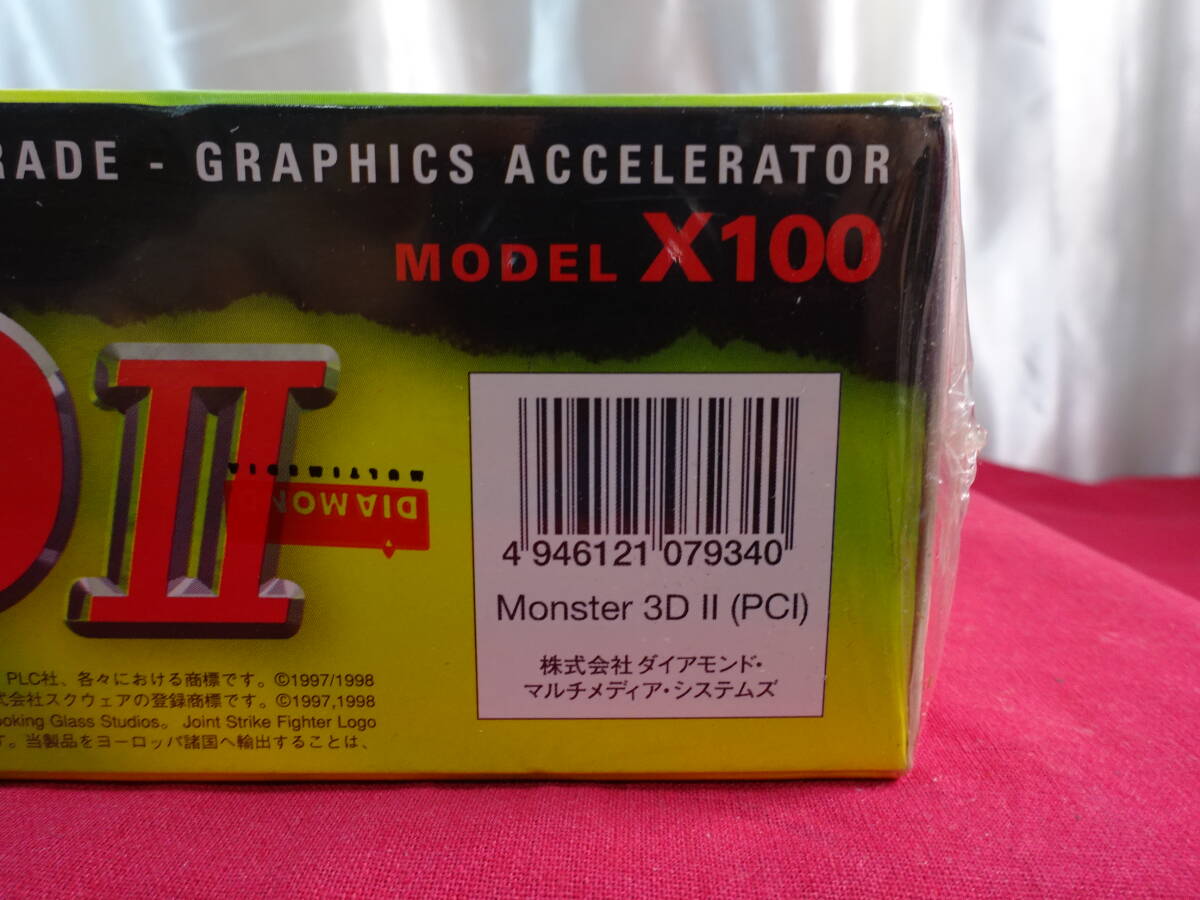 RADE - GRAPHICS ACCELERATOR
MODEL X100
II
DIAMOND
MULTIMEDIA
4 946121 079340
Monster 3D II (PCI)
株式会社 ダイアモンド・
マルチメディア・システムズ
PLC社、各々における商標です。©1997/1998
式会社スクウェアの登録商標です。©1997,1998
ooking Glass Studios。 Joint Strike Fighter Logo
す。当製品をヨーロッパ諸国へ輸出することは、